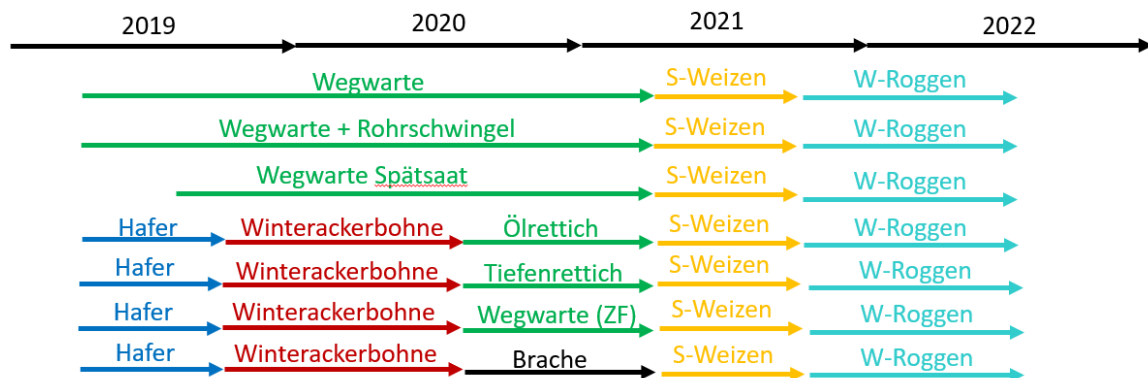 2019 2020 2021 2022
Wegwarte S-Weizen W-Roggen
Wegwarte + Rohrschwingel S-Weizen W-Roggen
Wegwarte Spätsaat S-Weizen W-Roggen
Hafer Winterackerbohne Ölrettich S-Weizen W-Roggen
Hafer Winterackerbohne Tiefenrettich S-Weizen W-Roggen
Hafer Winterackerbohne Wegwarte (ZF) S-Weizen W-Roggen
Hafer Winterackerbohne Brache S-Weizen W-Roggen